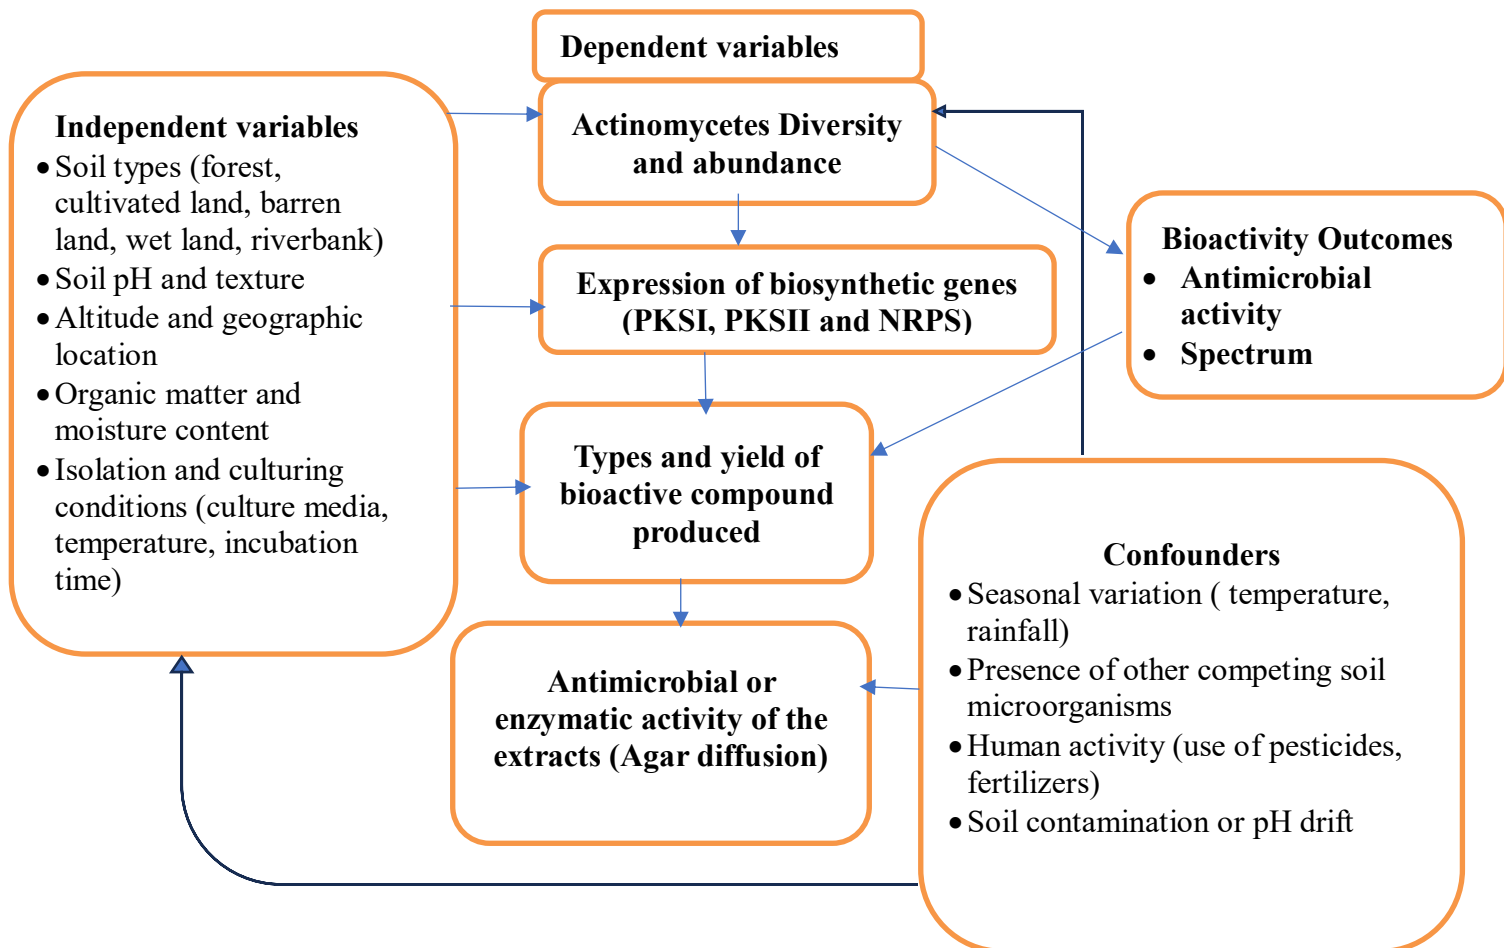 Dependent variables
Independent variables
• Soil types (forest,
cultivated land, barren
land, wet land, riverbank)
• Soil pH and texture
• Altitude and geographic
location
• Organic matter and
moisture content
• Isolation and culturing
conditions (culture media,
temperature, incubation
time)
Actinomycetes Diversity
and abundance
Expression of biosynthetic genes
(PKSI, PKSII and NRPS)
Types and yield of
bioactive compound
produced
Antimicrobial or
enzymatic activity of the
extracts (Agar diffusion)
Bioactivity Outcomes
• Antimicrobial
activity
• Spectrum
Confounders
• Seasonal variation ( temperature,
rainfall)
• Presence of other competing soil
microorganisms
• Human activity (use of pesticides,
fertilizers)
• Soil contamination or pH drift